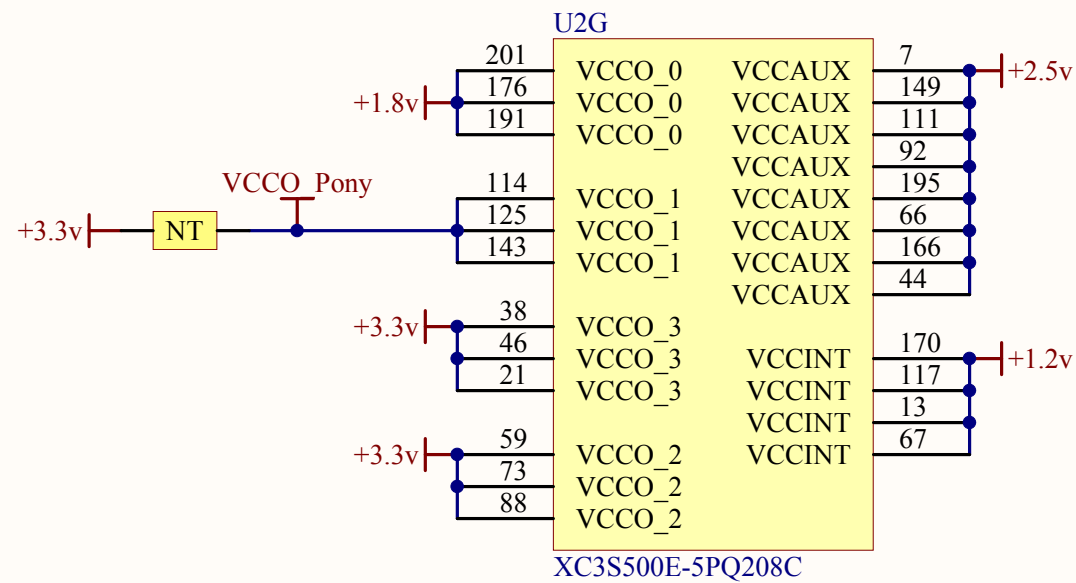 U2G
201 VCCO_0 VCCAUX 7 +2.5v
+1.8v 176 VCCO_0 VCCAUX 149
191 VCCO_0 VCCAUX 111
VCCAUX 92
VCCO_Pony 114 VCCO_1 VCCAUX 195
+3.3v NT 125 VCCO_1 VCCAUX 66
143 VCCO_1 VCCAUX 166
VCCAUX 44
+3.3v 38 VCCO_3
46 VCCO_3 VCCINT 170 +1.2v
21 VCCO_3 VCCINT 117
VCCINT 13
+3.3v 59 VCCO_2 VCCINT 67
73 VCCO_2
88 VCCO_2
XC3S500E-5PQ208C